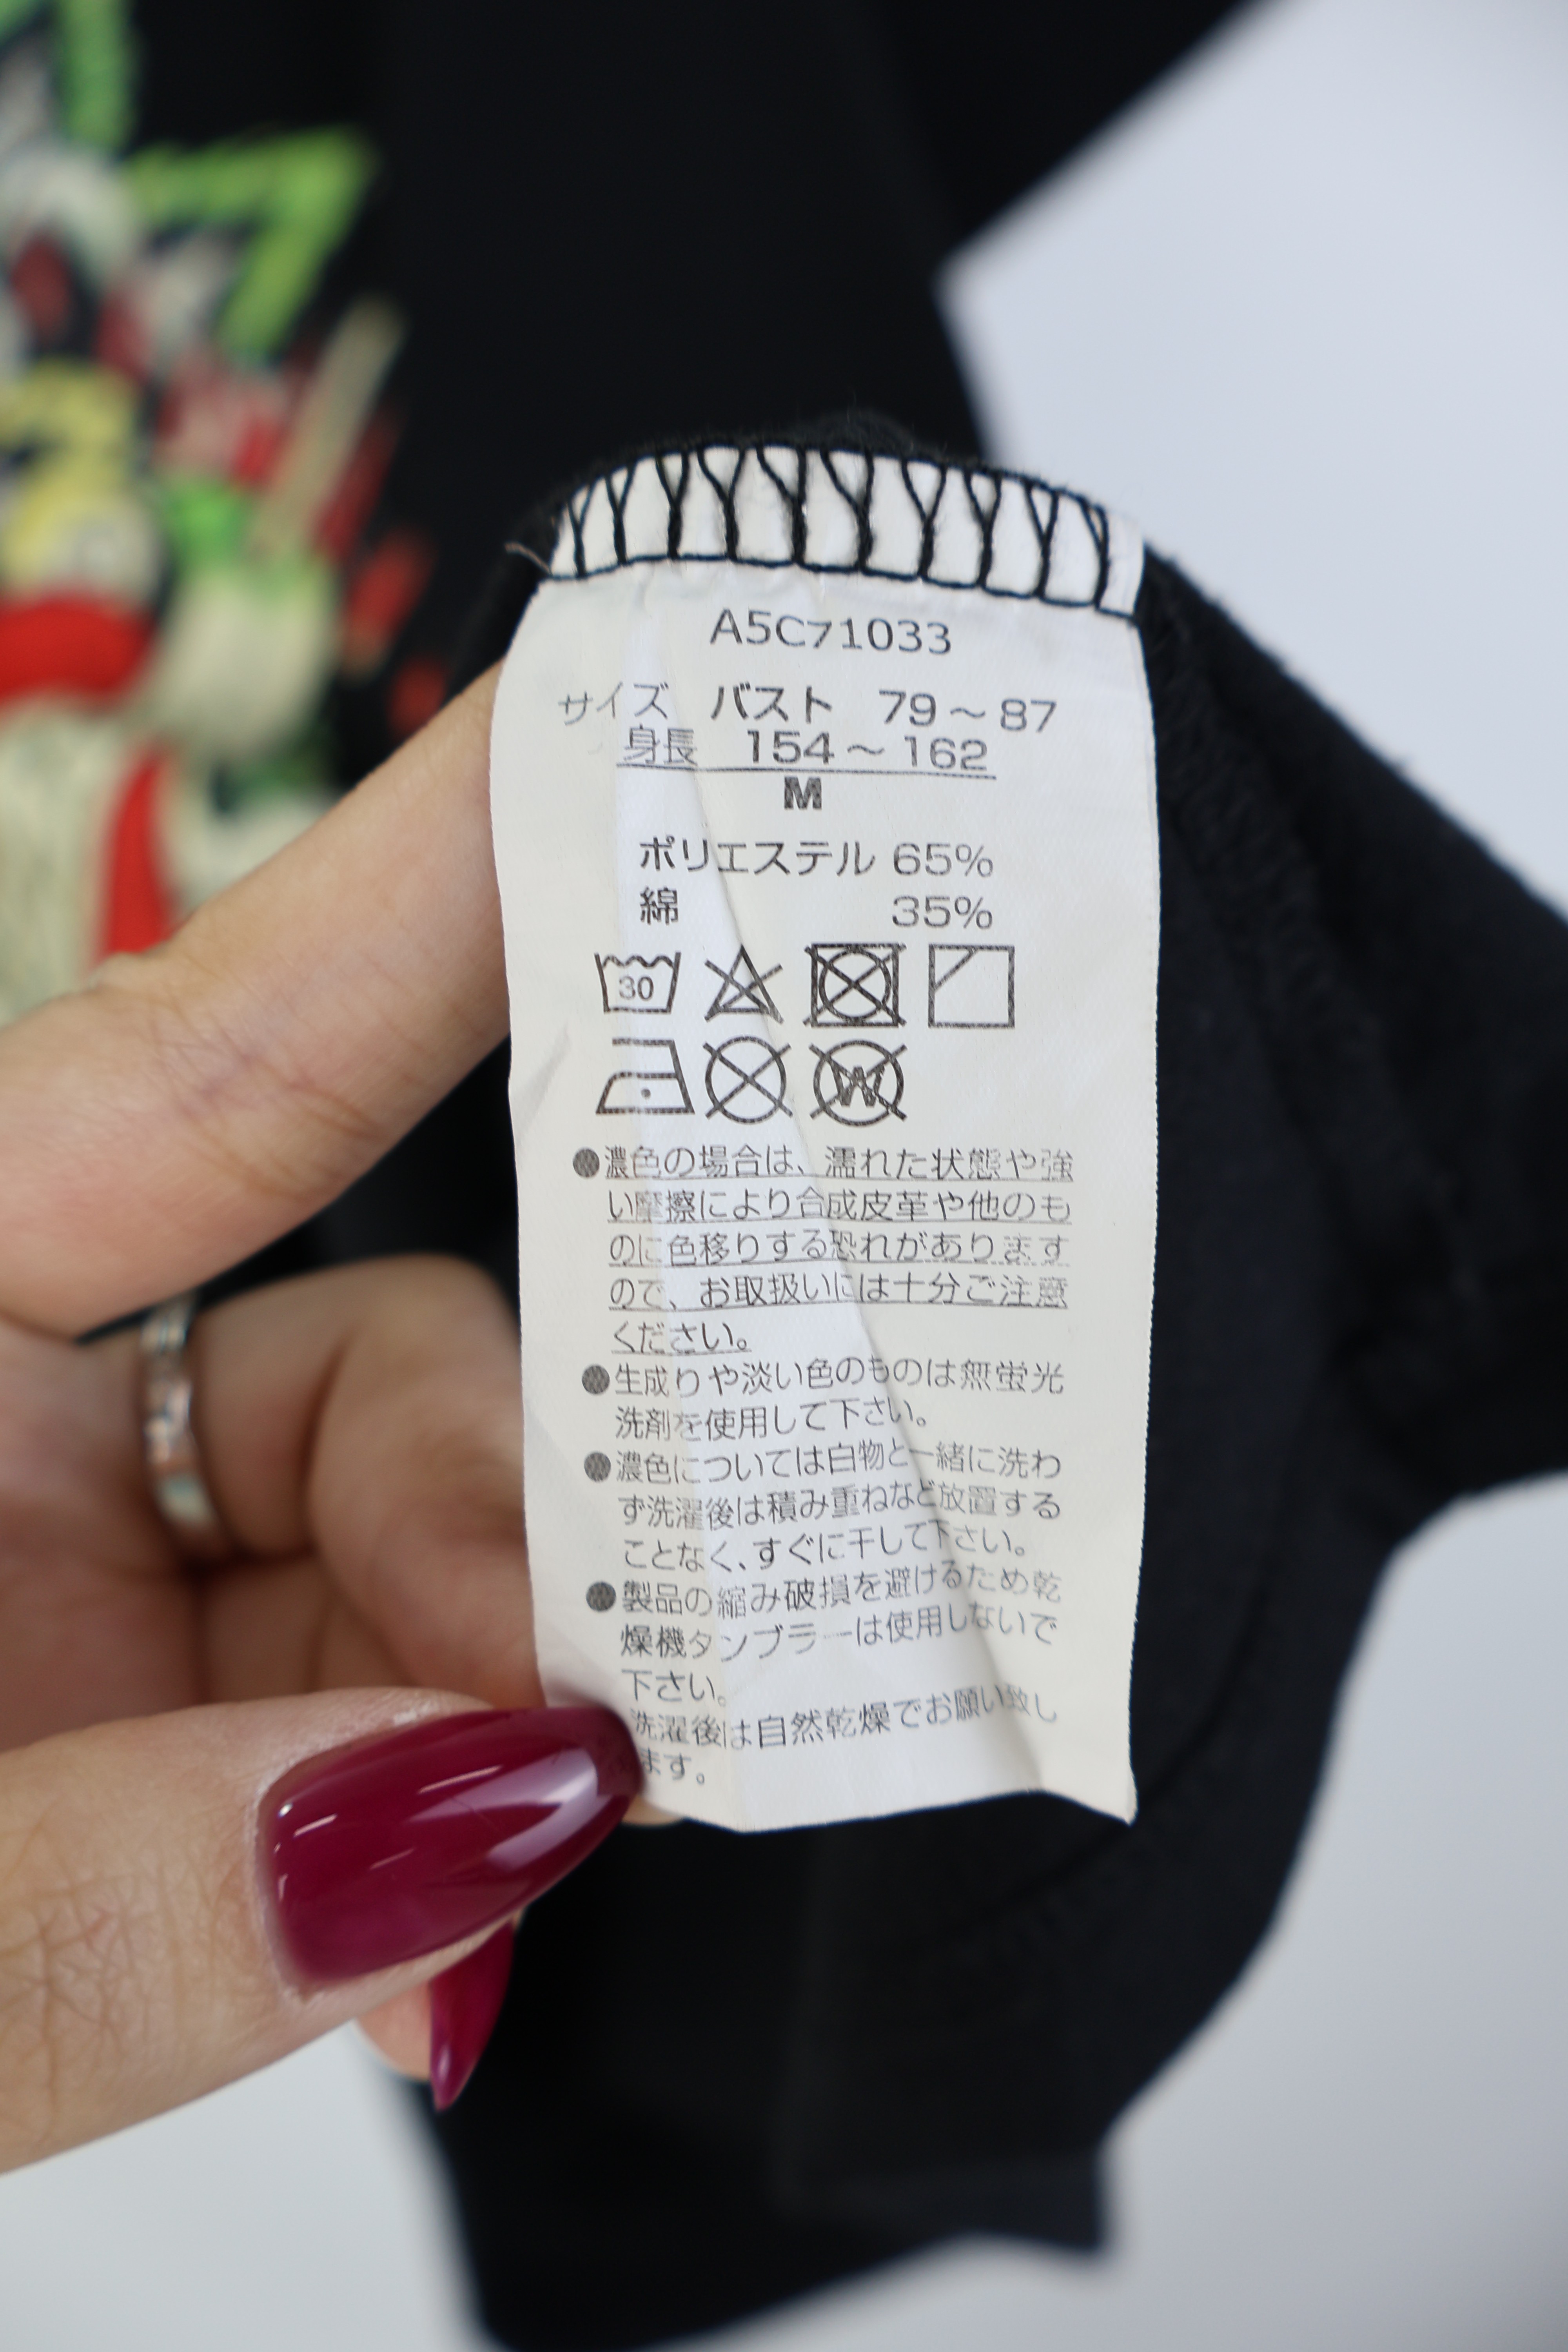 A5C71033
サイズ バスト 79～87
身長 154～162
M
ポリエステル 65%
綿 35%
30
W
●濃色の場合は、濡れた状態や強
い摩擦により合成皮革や他のも
のに色移りする恐れがあります
ので、お取扱いには十分ご注意
ください。
●生成りや淡い色のものは無蛍光
洗剤を使用して下さい。
●濃色については白物と一緒に洗わ
ず洗濯後は積み重ねなど放置する
ことなく、すぐに干して下さい。
●製品の縮み破損を避けるため乾
燥機タンブラーは使用しないで
下さい。
洗濯後は自然乾燥でお願い致し
ます。